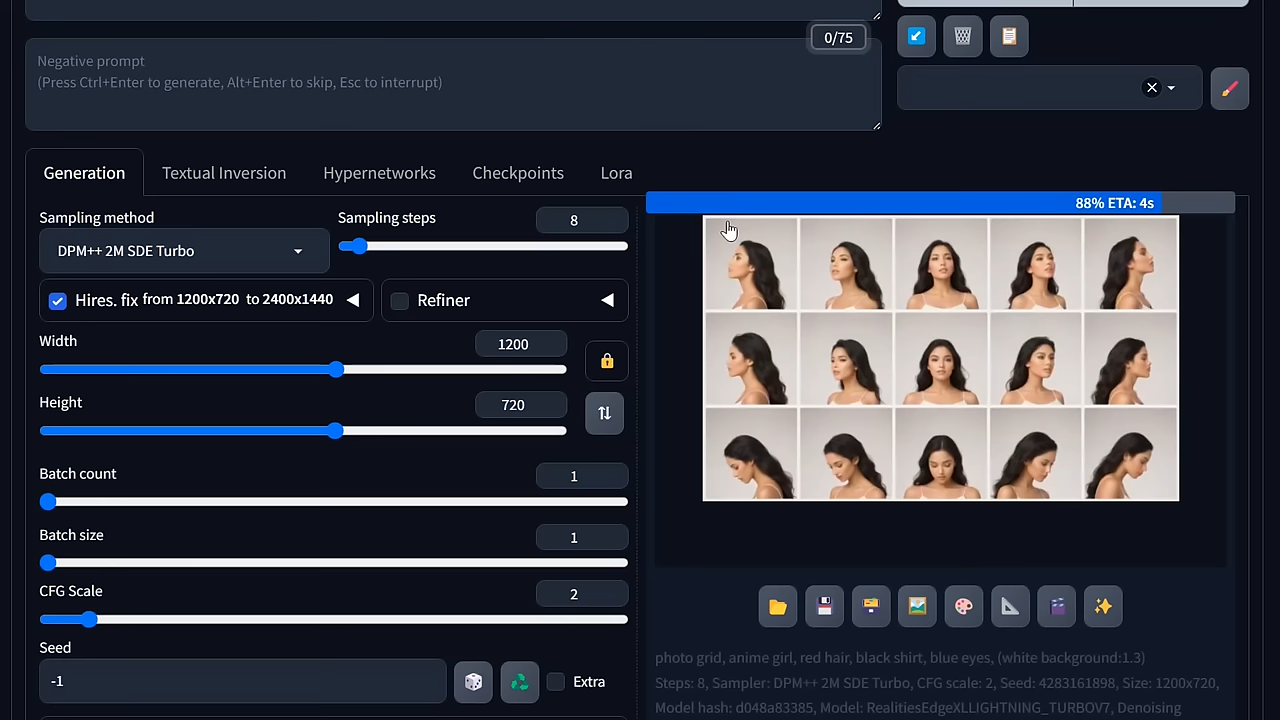 0/75
Negative prompt
(Press Ctrl+Enter to generate, Alt+Enter to skip, Esc to interrupt)
Generation Textual Inversion Hypernetworks Checkpoints Lora
Sampling method
DPM++ 2M SDE Turbo
Sampling steps
8
Hires. fix from 1200x720 to 2400x1440
Refiner
Width
1200
Height
720
Batch count
1
Batch size
1
CFG Scale
2
Seed
-1
Extra
88% ETA: 4s
photo grid, anime girl, red hair, black shirt, blue eyes, (white background:1.3)
Steps: 8, Sampler: DPM++ 2M SDE Turbo, CFG scale: 2, Seed: 4283161898, Size: 1200x720,
Model hash: d048a83385, Model: RealitiesEdgeXLLIGHTNING_TURBOV7, Denoising